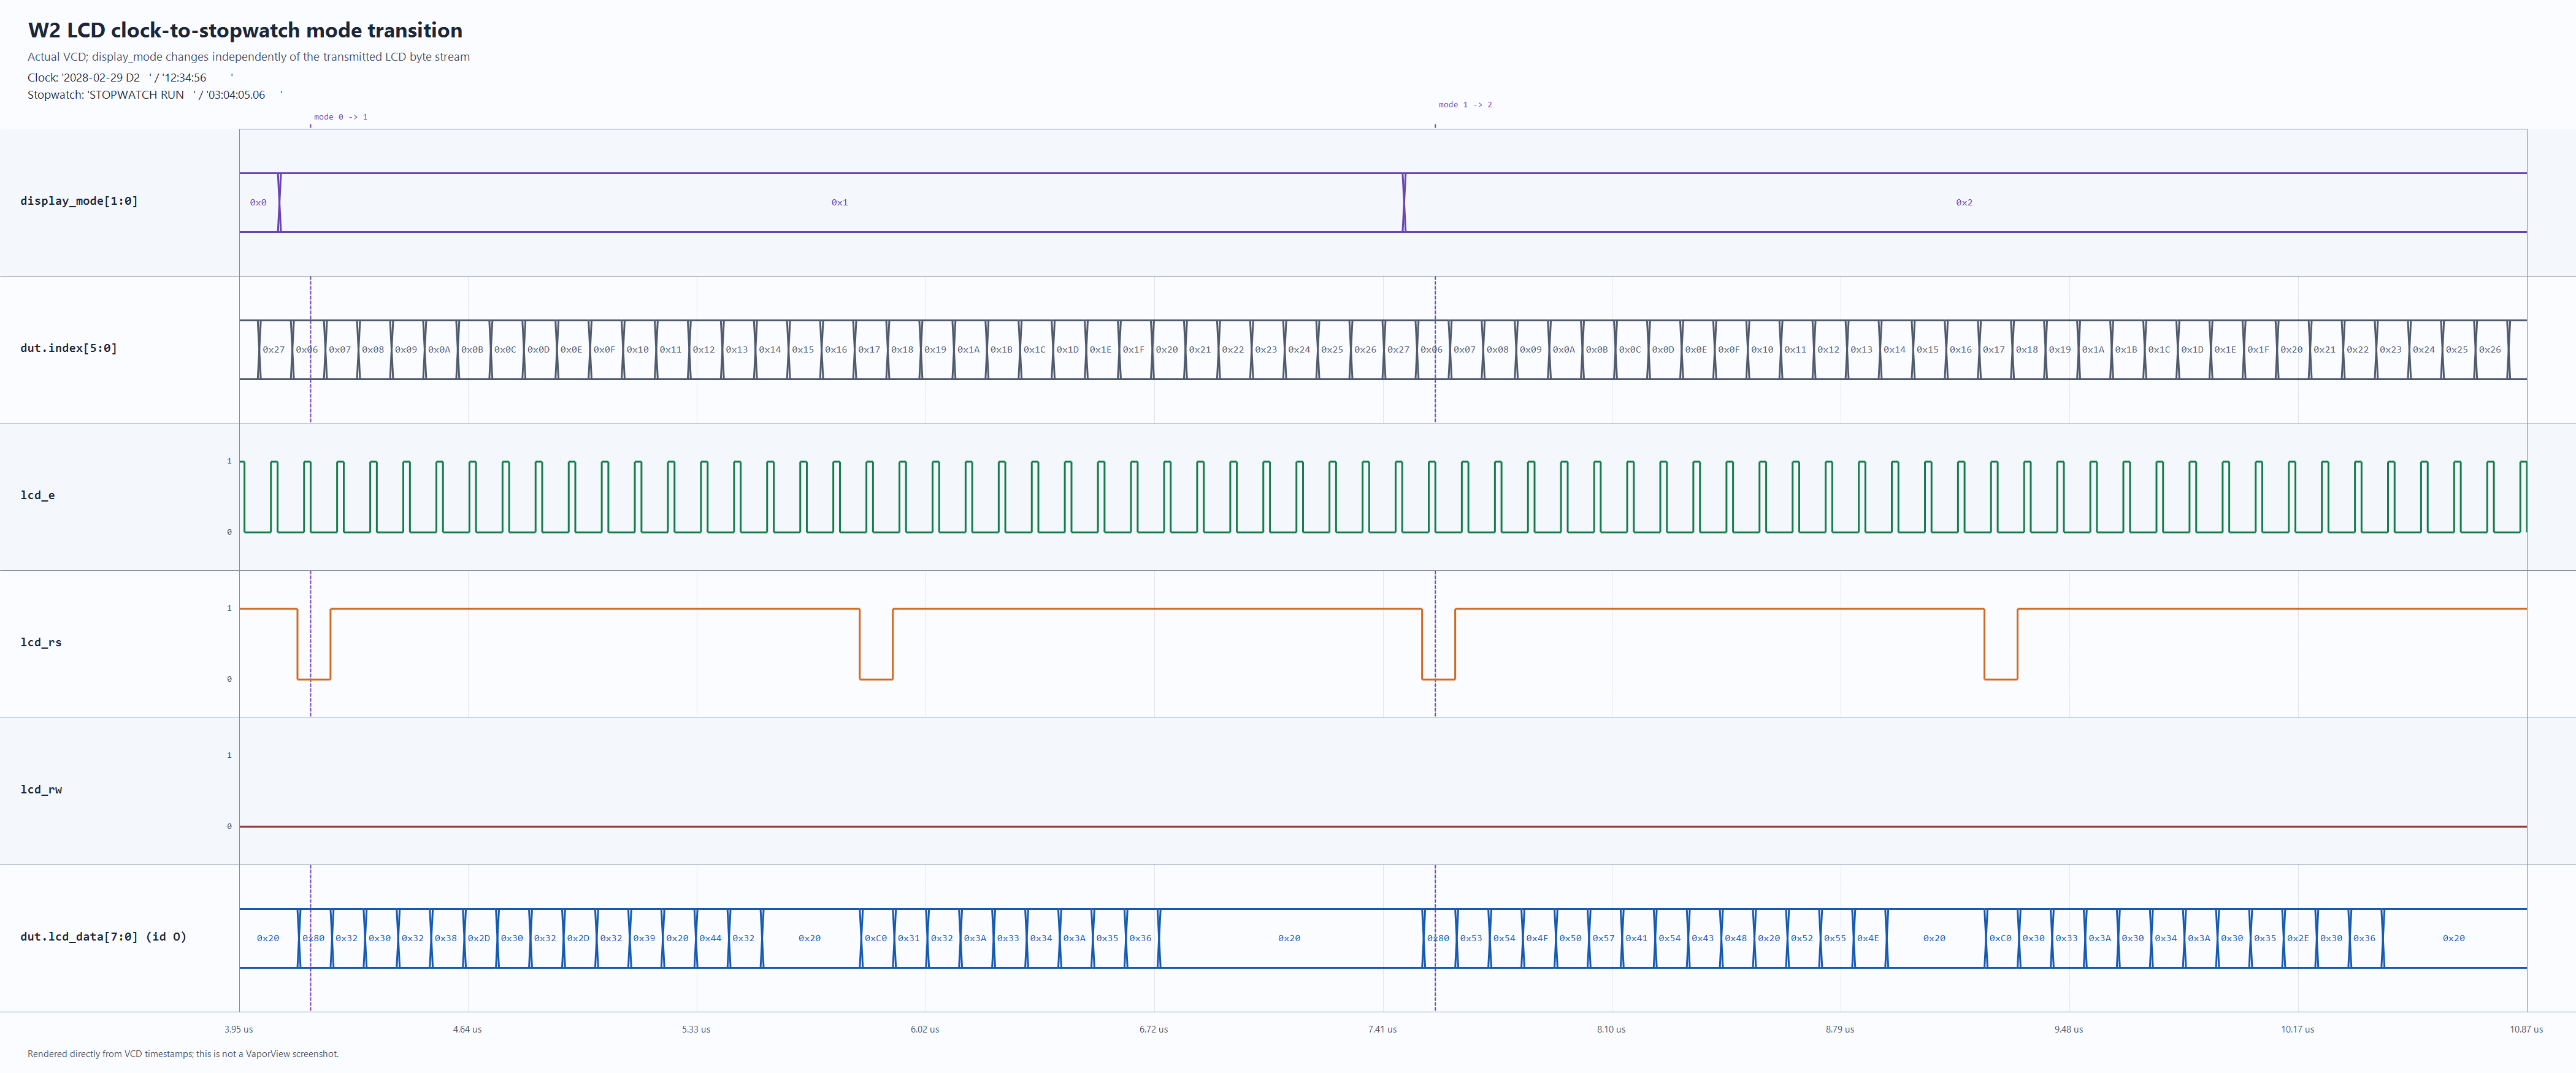 W2 LCD clock-to-stopwatch mode transition
Actual VCD; display_mode changes independently of the transmitted LCD byte stream
Clock: '2028-02-29 D2   ' / '12:34:56        '
Stopwatch: 'STOPWATCH RUN   ' / '03:04:05.06     '
mode 0 -> 1
mode 1 -> 2
display_mode[1:0]
0x0 0x1 0x2
dut.index[5:0]
0x27 0x06 0x07 0x08 0x09 0x0A 0x0B 0x0C 0x0D 0x0E 0x0F 0x10 0x11 0x12 0x13 0x14 0x15 0x16 0x17 0x18 0x19 0x1A 0x1B 0x1C 0x1D 0x1E 0x1F 0x20 0x21 0x22 0x23 0x24 0x25 0x26 0x27 0x06 0x07 0x08 0x09 0x0A 0x0B 0x0C 0x0D 0x0E 0x0F 0x10 0x11 0x12 0x13 0x14 0x15 0x16 0x17 0x18 0x19 0x1A 0x1B 0x1C 0x1D 0x1E 0x1F 0x20 0x21 0x22 0x23 0x24 0x25 0x26
1
lcd_e
0
1
lcd_rs
0
1
lcd_rw
0
dut.lcd_data[7:0] (id O)
0x20 0x80 0x32 0x30 0x32 0x38 0x2D 0x30 0x32 0x2D 0x32 0x39 0x20 0x44 0x32 0x20 0xC0 0x31 0x32 0x3A 0x33 0x34 0x3A 0x35 0x36 0x20 0x80 0x53 0x54 0x4F 0x50 0x57 0x41 0x54 0x43 0x48 0x20 0x52 0x55 0x4E 0x20 0xC0 0x30 0x33 0x3A 0x30 0x34 0x3A 0x30 0x35 0x2E 0x30 0x36 0x20
3.95 us 4.64 us 5.33 us 6.02 us 6.72 us 7.41 us 8.10 us 8.79 us 9.48 us 10.17 us 10.87 us
Rendered directly from VCD timestamps; this is not a VaporView screenshot.